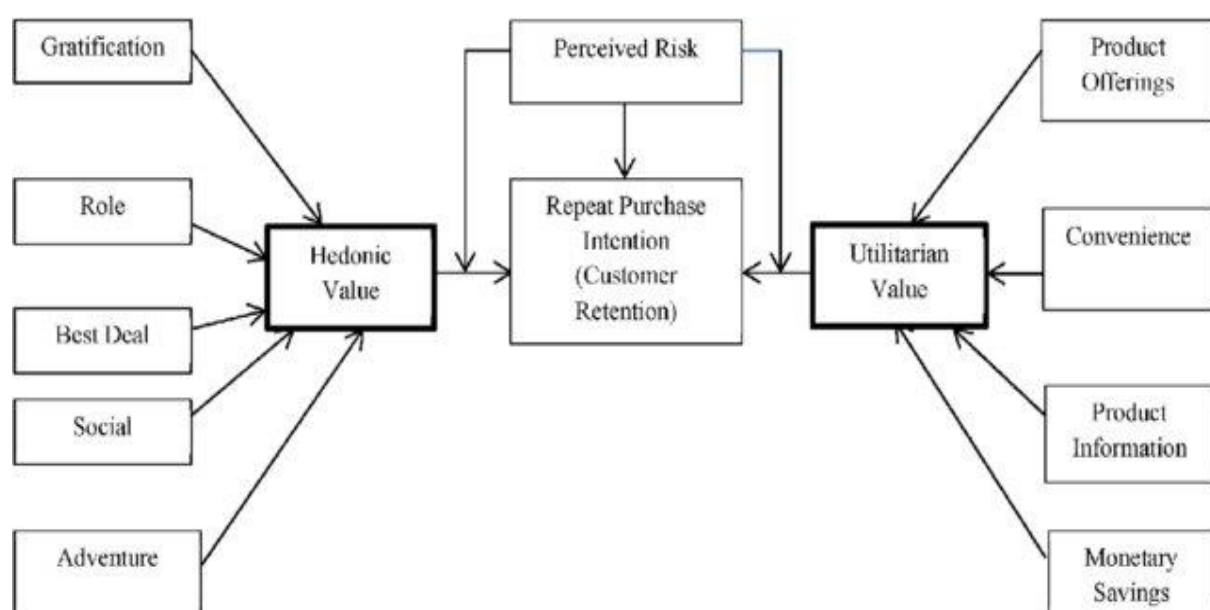 Gratification
Role
Best Deal
Social
Adventure
Hedonic
Value
Perceived Risk
Repeat Purchase
Intention
(Customer
Retention)
Utilitarian
Value
Product
Offerings
Convenience
Product
Information
Monetary
Savings